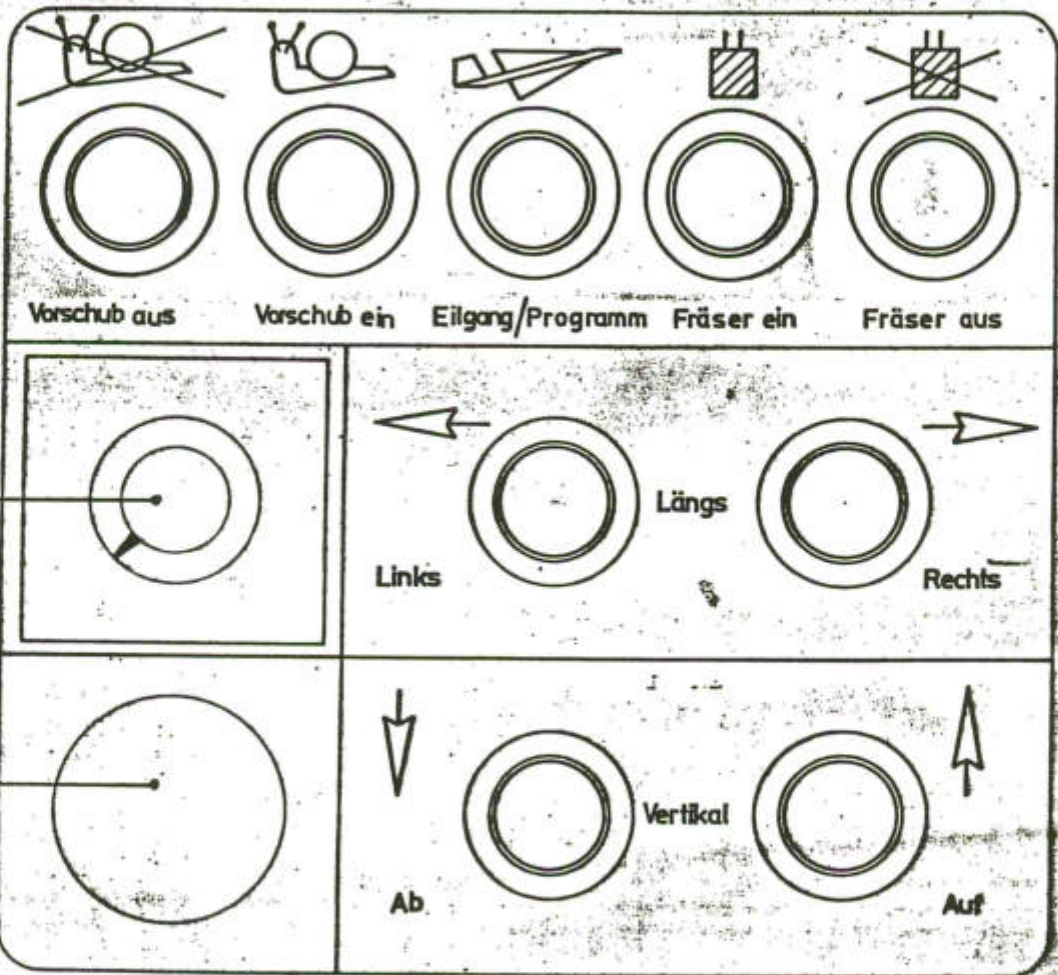 Vorschub aus
Vorschub ein
Eilgang/Programm
Fräser ein
Fräser aus
Längs
Links
Rechts
Vertikal
Ab
Auf